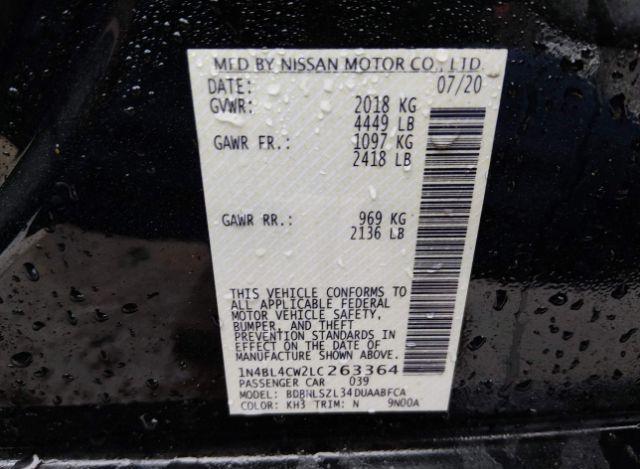 MFD BY NISSAN MOTOR CO., LTD.
DATE: 07/20
GVWR: 2018 KG
4449 LB
GAWR FR.: 1097 KG
2418 LB
GAWR RR.: 969 KG
2136 LB
THIS VEHICLE CONFORMS TO
ALL APPLICABLE FEDERAL
MOTOR VEHICLE SAFETY,
BUMPER, AND THEFT
PREVENTION STANDARDS IN
EFFECT ON THE DATE OF
MANUFACTURE SHOWN ABOVE.
1N4BL4CW2LC263364
PASSENGER CAR 039
MODEL: BDBNLSZL34DUAABFCA
COLOR: KH3 TRIM: N 9N00A